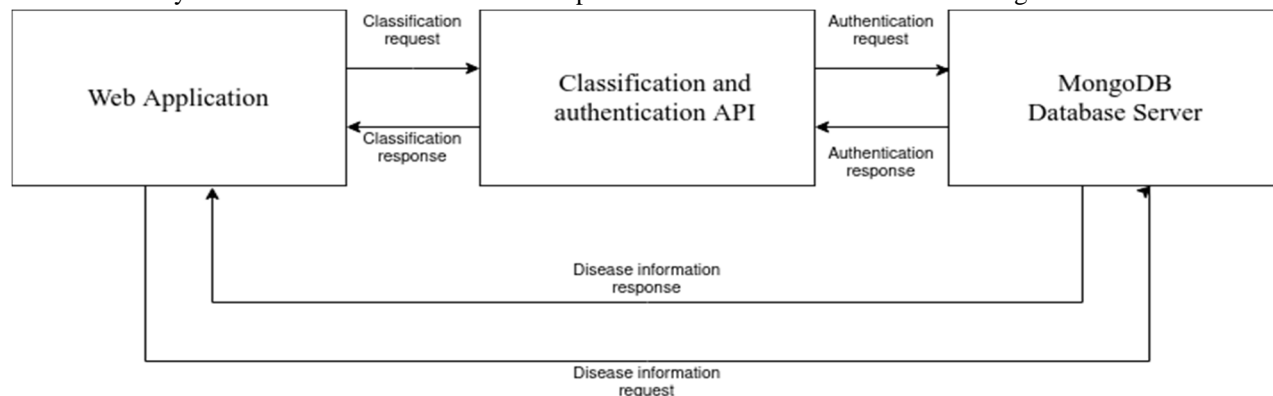 Classification
request
Authentication
request
Web Application
Classification and
authentication API
MongoDB
Database Server
Classification
response
Authentication
response
Disease information
response
Disease information
request